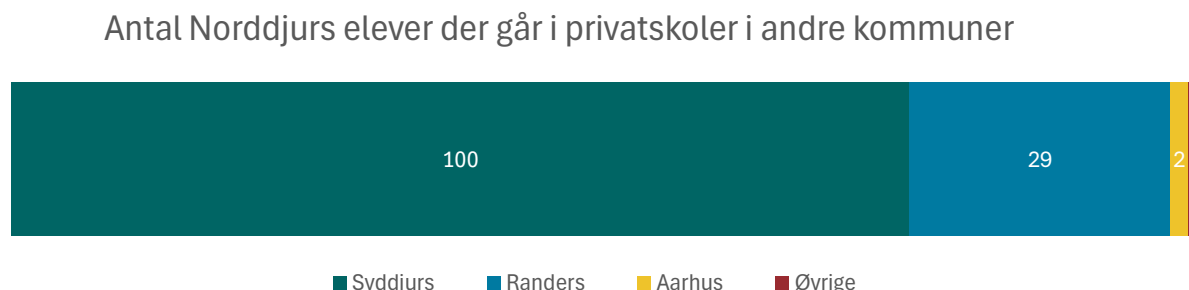 Antal Norddjurs elever der går i privatskoler i andre kommuner
100 29 2
Syddjurs Randers Aarhus Øvrige